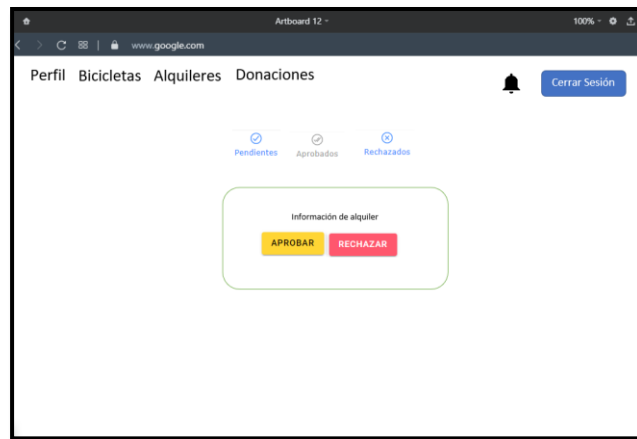 Artboard 12
100%
www.google.com
Perfil Bicicletas Alquileres Donaciones
Cerrar Sesión
Pendientes Aprobados Rechazados
Información de alquiler
APROBAR RECHAZAR